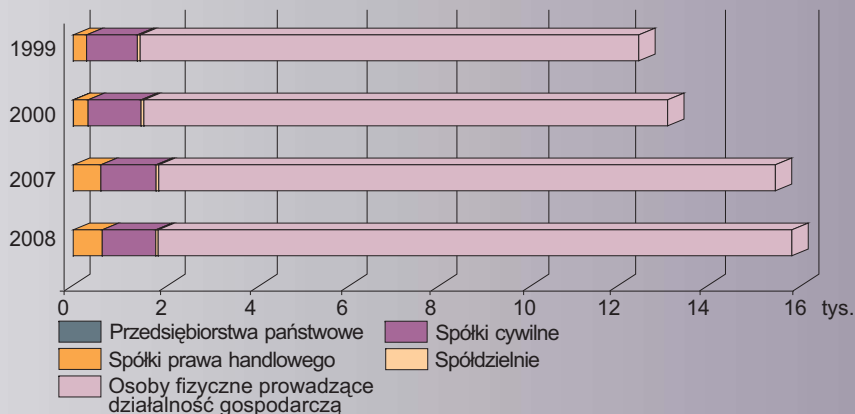 1999
2000
2007
2008
0 2 4 6 8 10 12 14 16 tys.
Przedsiębiorstwa państwowe Spółki cywilne
Spółki prawa handlowego Spółdzielnie
Osoby fizyczne prowadzące
działalność gospodarczą